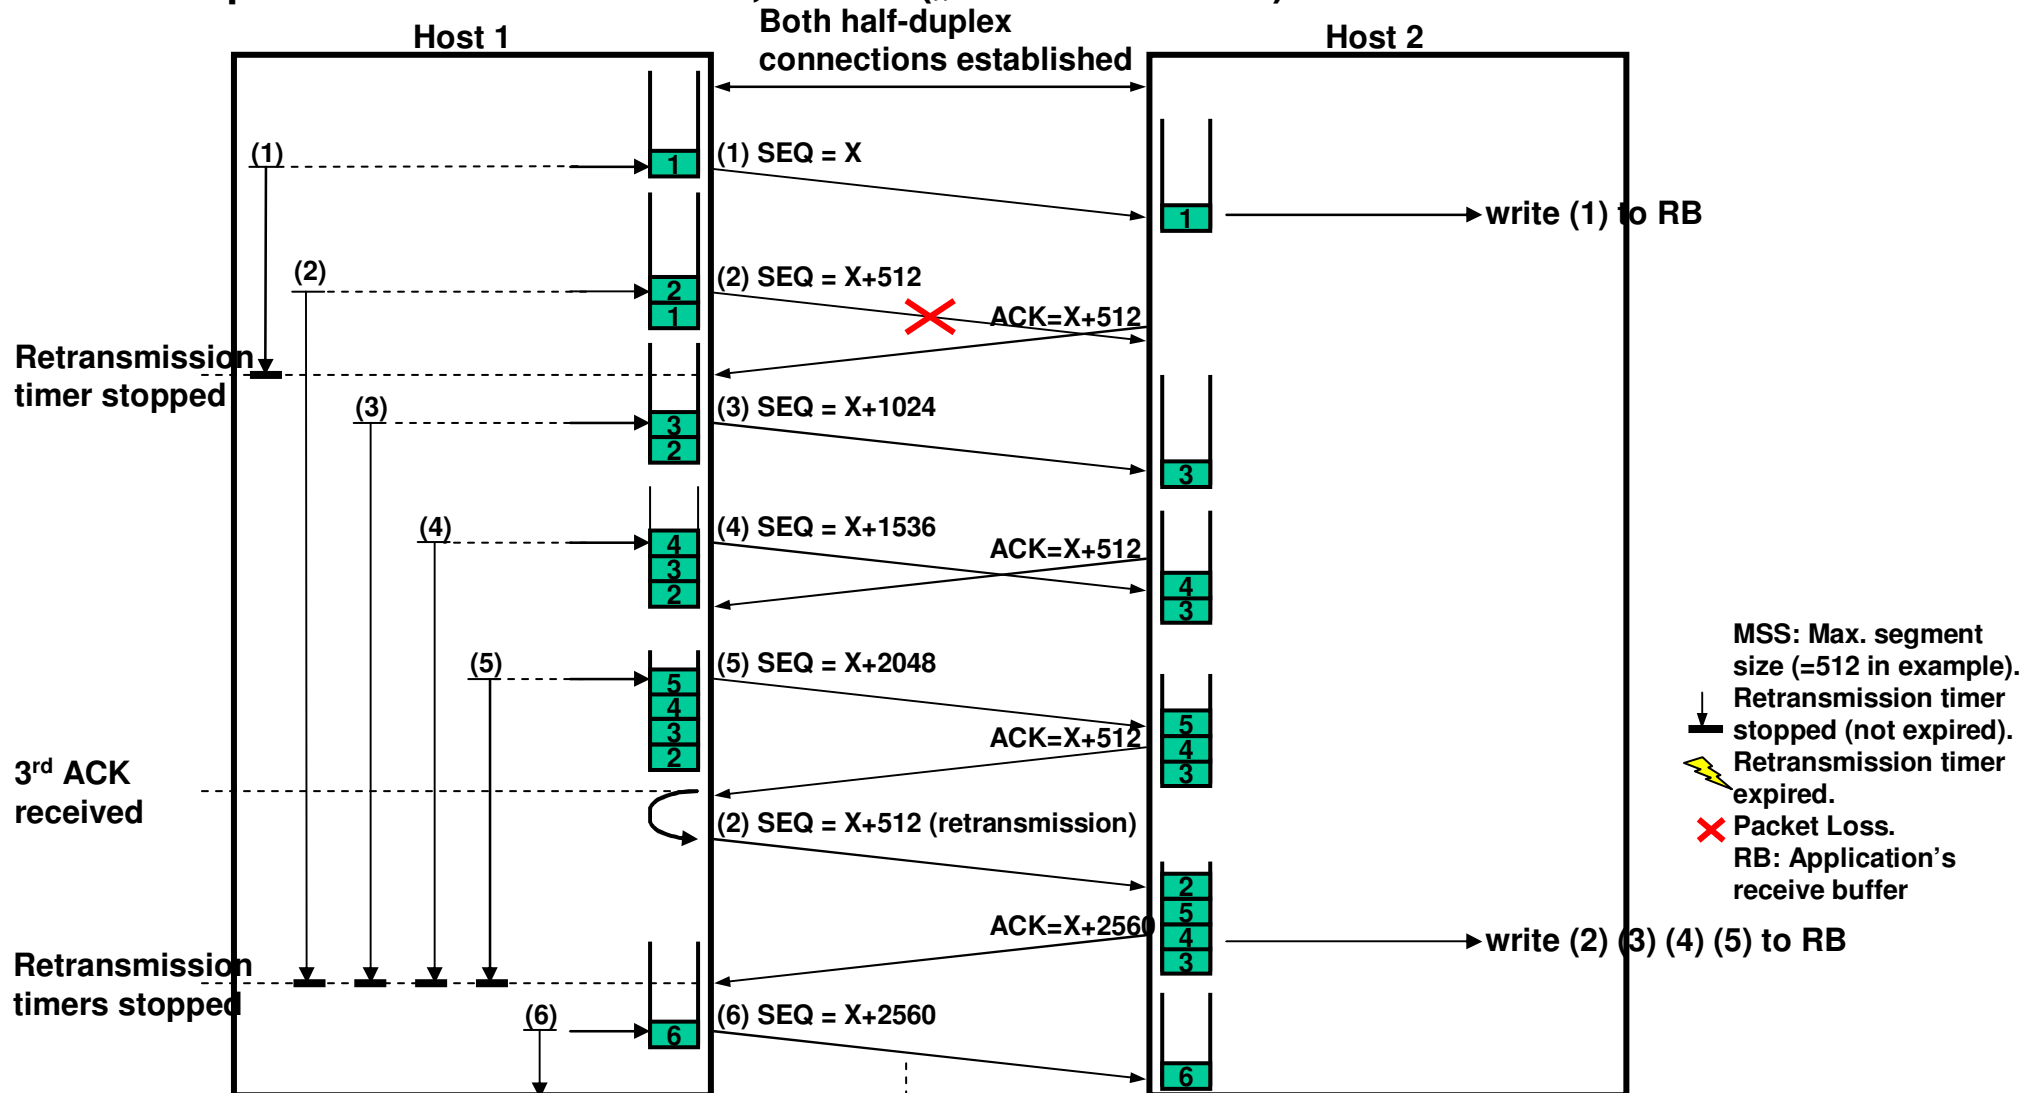 Both half-duplex
connections established
Host 1
Host 2
(1)
1
(1) SEQ = X
1
write (1) to RB
(2)
2
1
(2) SEQ = X+512
ACK=X+512
Retransmission
timer stopped
(3)
3
2
(3) SEQ = X+1024
3
(4)
4
3
2
(4) SEQ = X+1536
ACK=X+512
4
3
(5)
5
4
3
2
(5) SEQ = X+2048
ACK=X+512
5
4
3
3rd ACK
received
(2) SEQ = X+512 (retransmission)
2
5
4
3
ACK=X+2560
write (2) (3) (4) (5) to RB
Retransmission
timers stopped
(6)
6
(6) SEQ = X+2560
6
MSS: Max. segment
size (=512 in example).
Retransmission timer
stopped (not expired).
Retransmission timer
expired.
Packet Loss.
RB: Application's
receive buffer